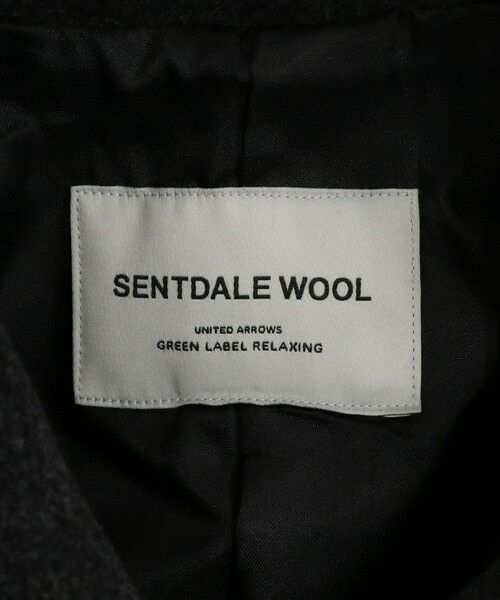 SENTDALE WOOL
UNITED ARROWS
GREEN LABEL RELAXING